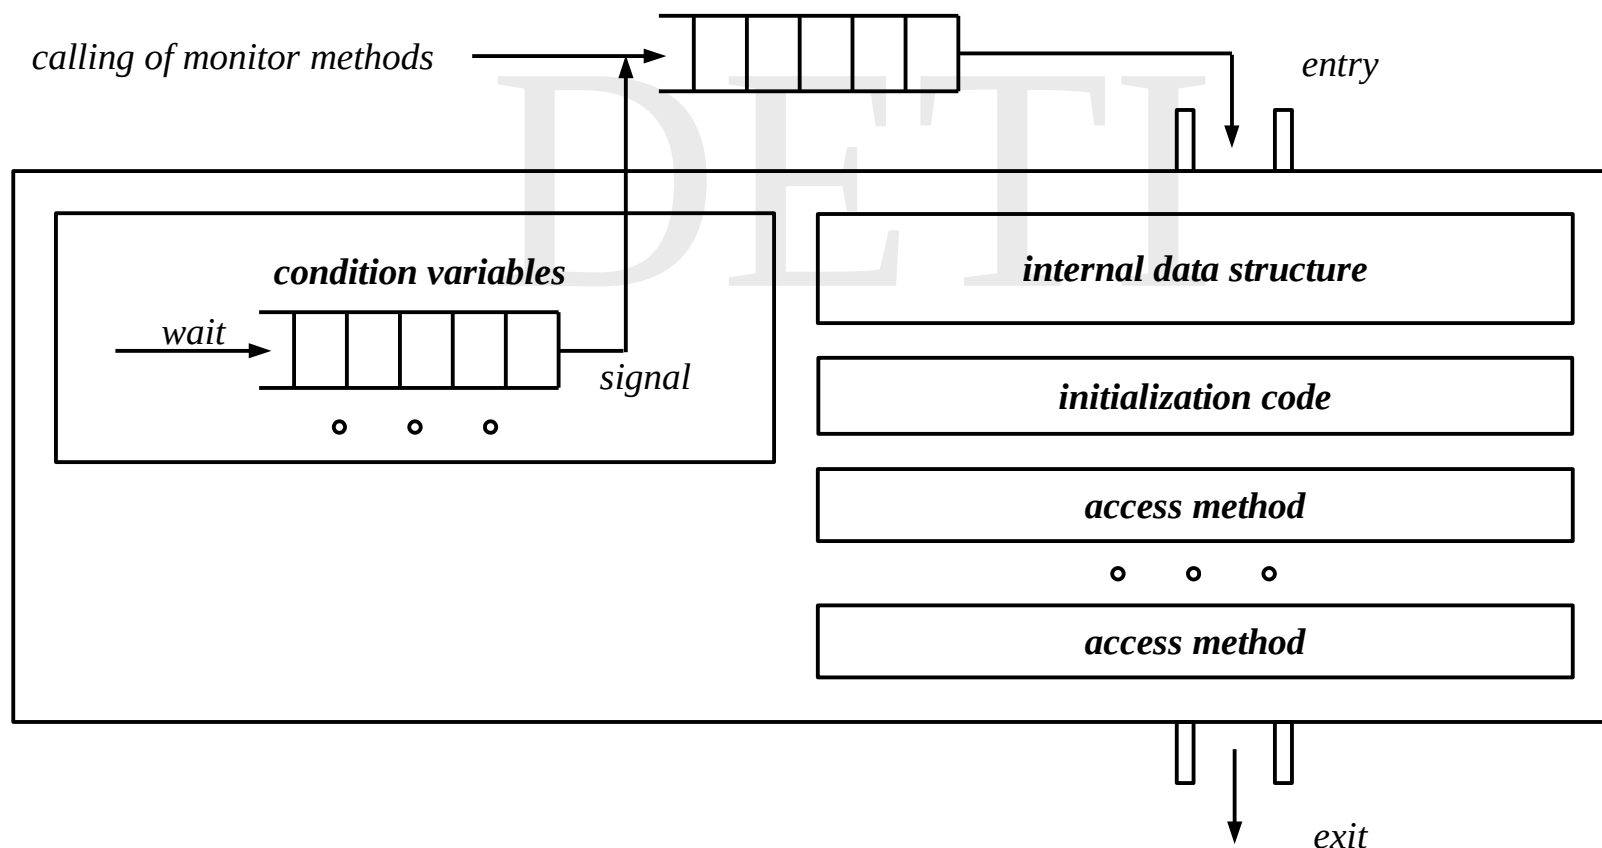 calling of monitor methods
entry
DETI
condition variables
wait
signal
internal data structure
initialization code
access method
access method
exit